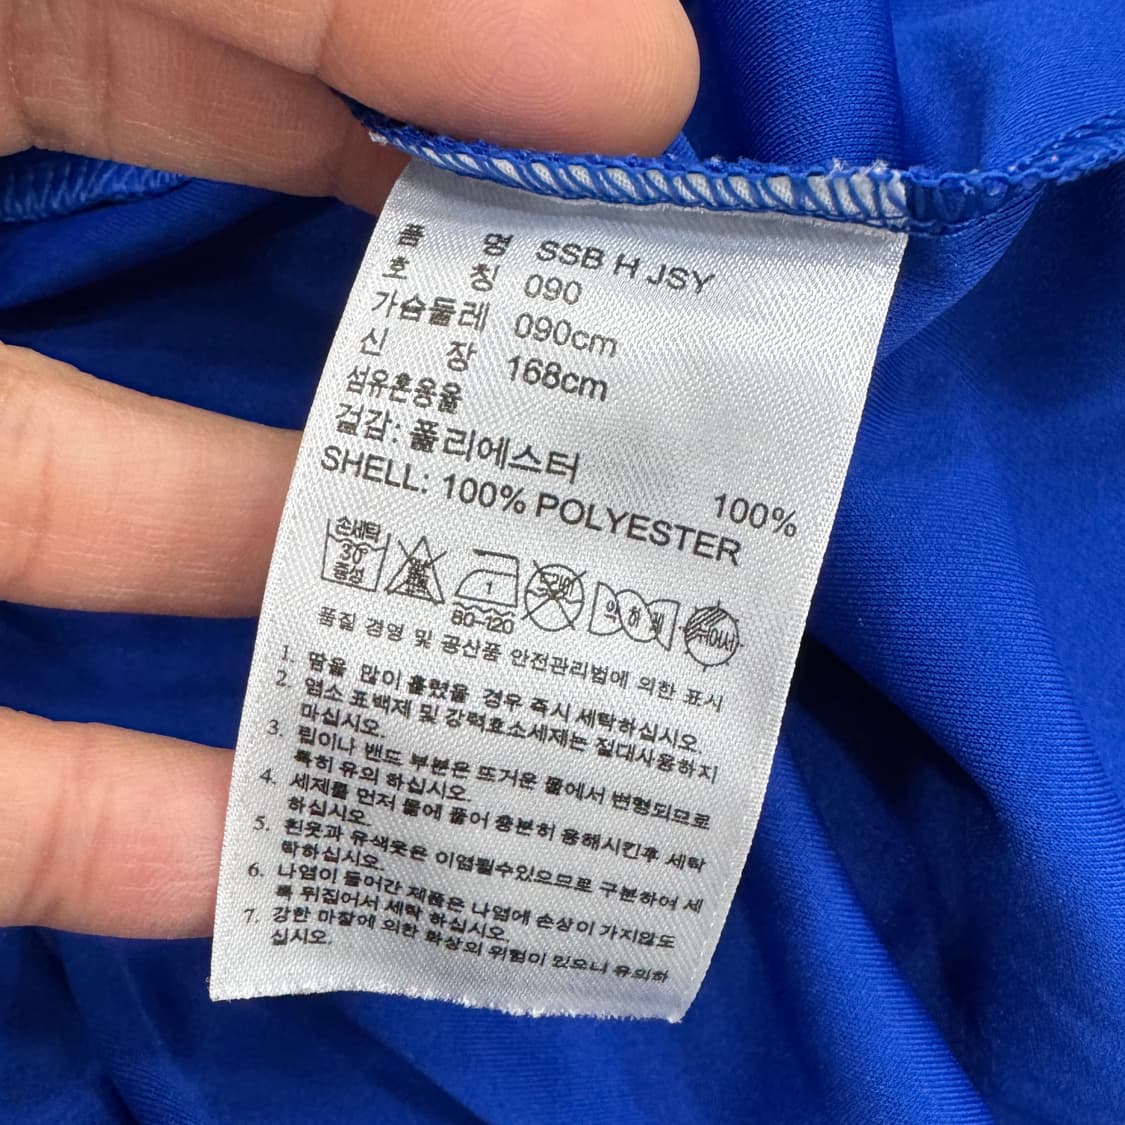 품 명 SSB H JSY
호 칭 090
가슴둘레 090cm
신 장 168cm
섬유혼용율
겉감: 폴리에스터 100%
SHELL: 100% POLYESTER
손세탁 30° 중성
1 80-120
드라이
품질 경영 및 공산품 안전관리법에 의한 표시
1. 땀을 많이 흘렸을 경우 즉시 세탁하십시오.
2. 염소 표백제 및 강력효소세제는 절대사용하지
마십시오.
3. 립이나 밴드 부분은 뜨거운 물에서 변형되므로
특히 유의 하십시오.
4. 세제를 먼저 물에 풀어 충분히 용해시킨후 세탁
하십시오.
5. 흰옷과 유색옷은 이염될수있으므로 구분하여 세
탁하십시오.
6. 나염이 들어간 제품은 나염에 손상이 가지않도
록 뒤집어서 세탁 하십시오
7. 강한 마찰에 의한 화상의 위험이 있으니 유의하
십시오.